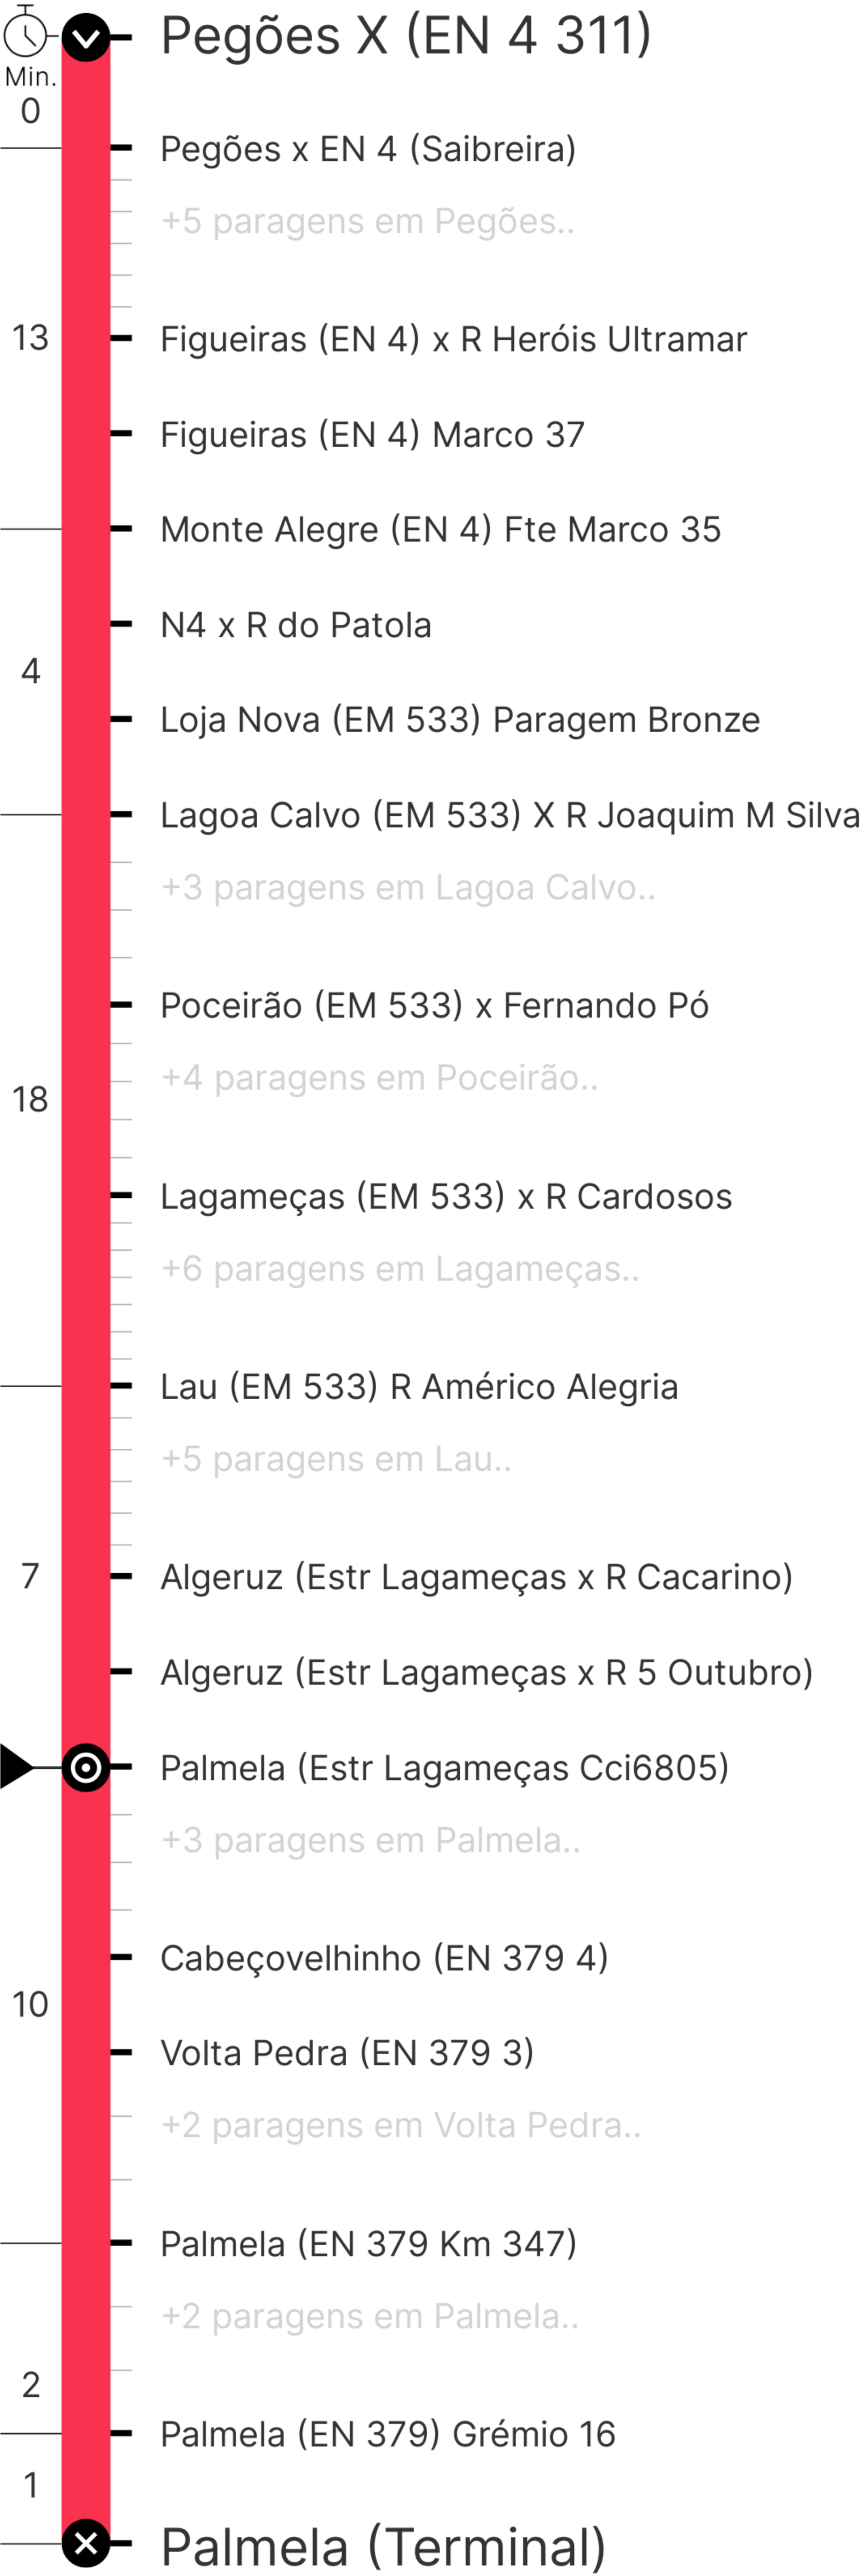 Pegões X (EN 4 311)
Min.
0
Pegões x EN 4 (Saibreira)
+5 paragens em Pegões..
13
Figueiras (EN 4) x R Heróis Ultramar
Figueiras (EN 4) Marco 37
Monte Alegre (EN 4) Fte Marco 35
N4 x R do Patola
4
Loja Nova (EM 533) Paragem Bronze
Lagoa Calvo (EM 533) X R Joaquim M Silva
+3 paragens em Lagoa Calvo..
Poceirão (EM 533) x Fernando Pó
+4 paragens em Poceirão..
18
Lagameças (EM 533) x R Cardosos
+6 paragens em Lagameças..
Lau (EM 533) R Américo Alegria
+5 paragens em Lau..
7
Algeruz (Estr Lagameças x R Cacarino)
Algeruz (Estr Lagameças x R 5 Outubro)
Palmela (Estr Lagameças Cci6805)
+3 paragens em Palmela..
Cabeçovelhinho (EN 379 4)
10
Volta Pedra (EN 379 3)
+2 paragens em Volta Pedra..
Palmela (EN 379 Km 347)
+2 paragens em Palmela..
2
Palmela (EN 379) Grémio 16
1
Palmela (Terminal)